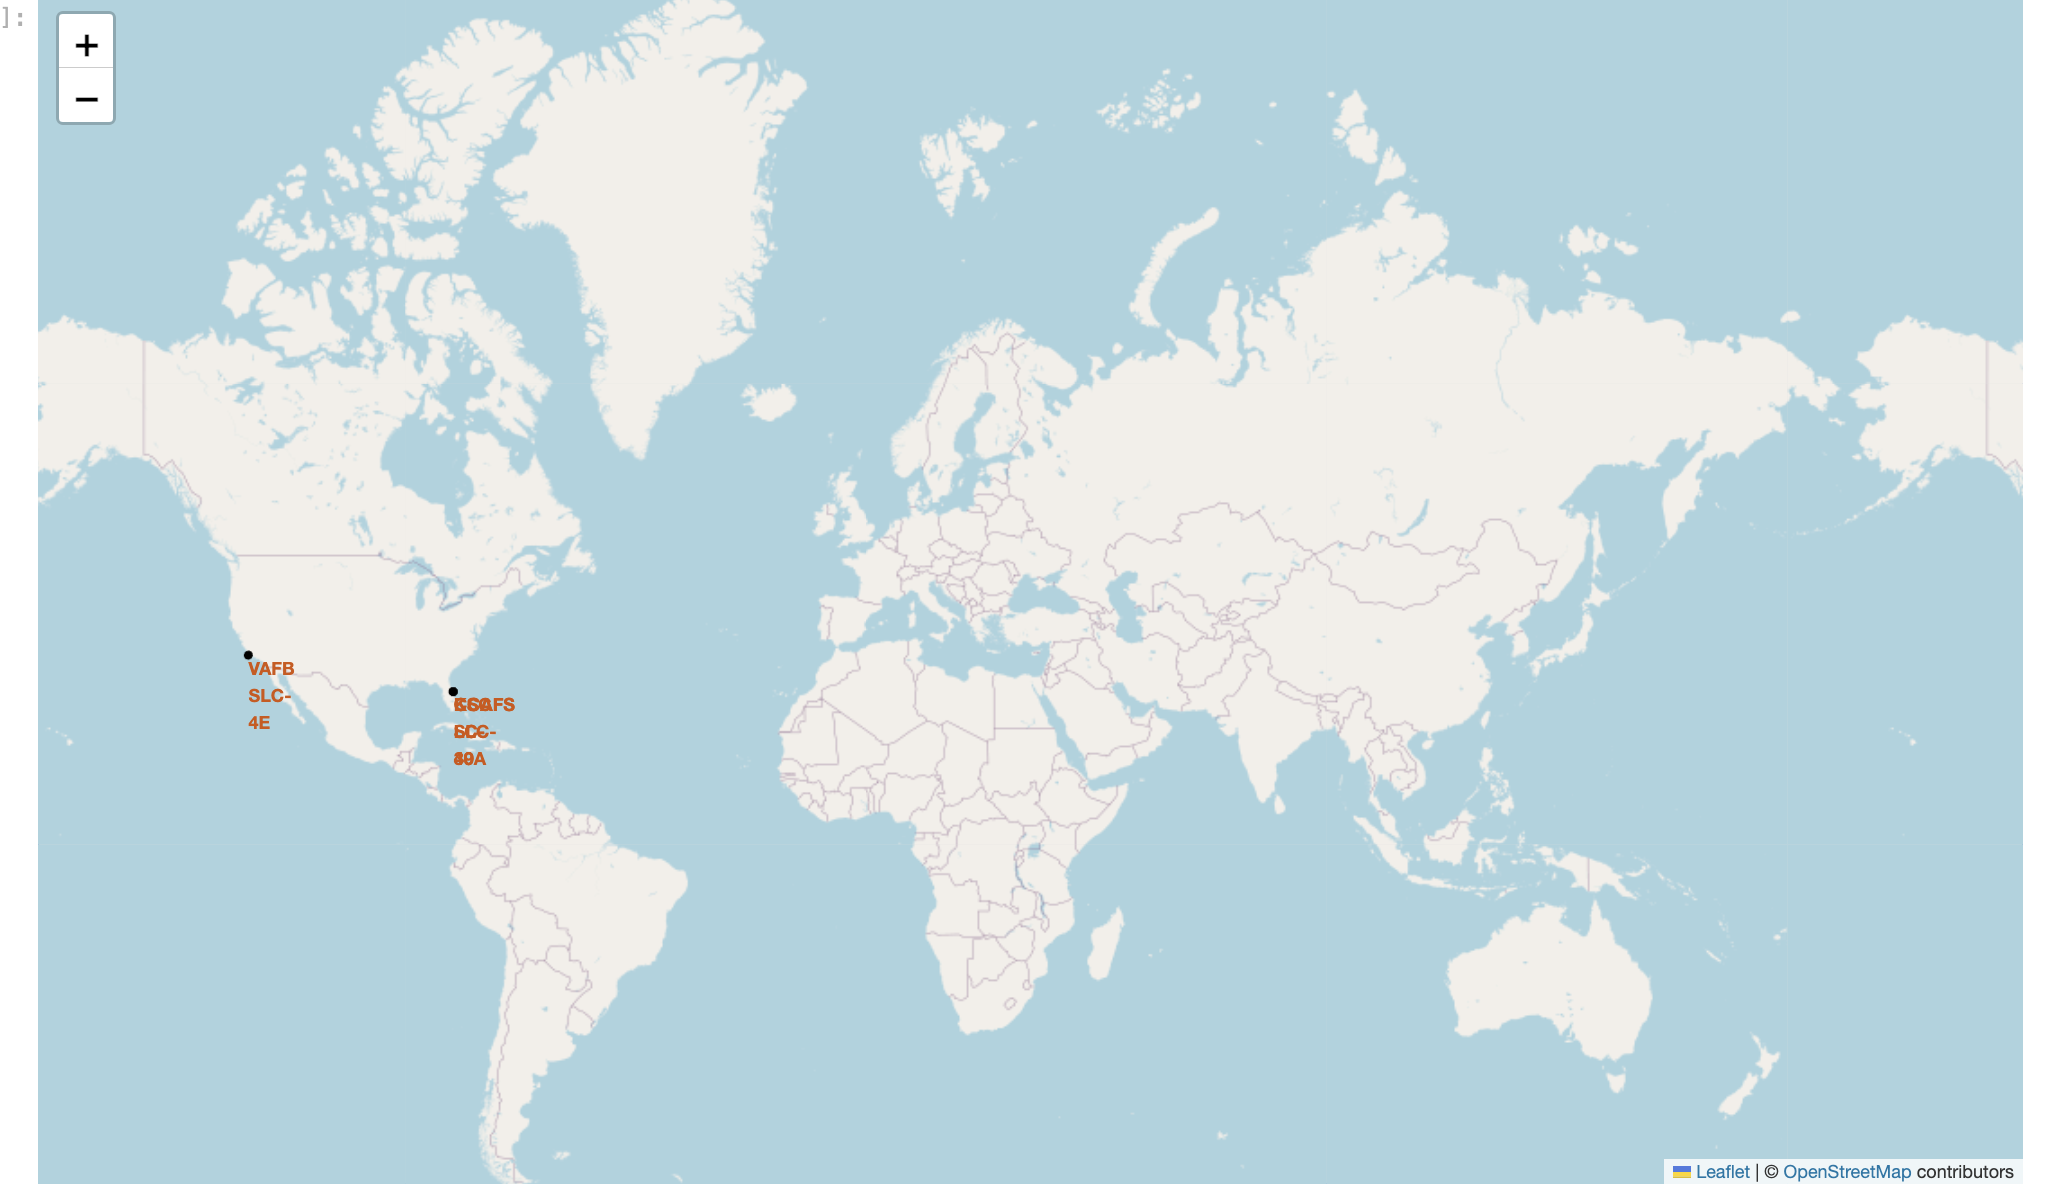 ]:
+
−
VAFB
SLC-
4E
Leaflet | © OpenStreetMap contributors